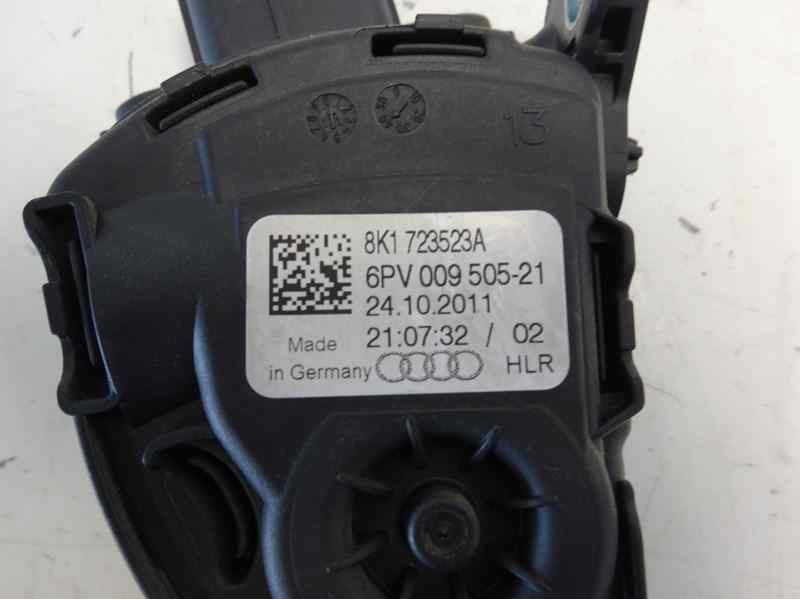 13
8K1 723523A
6PV 009 505-21
24.10.2011
21:07:32 / 02
Made
in Germany
HLR